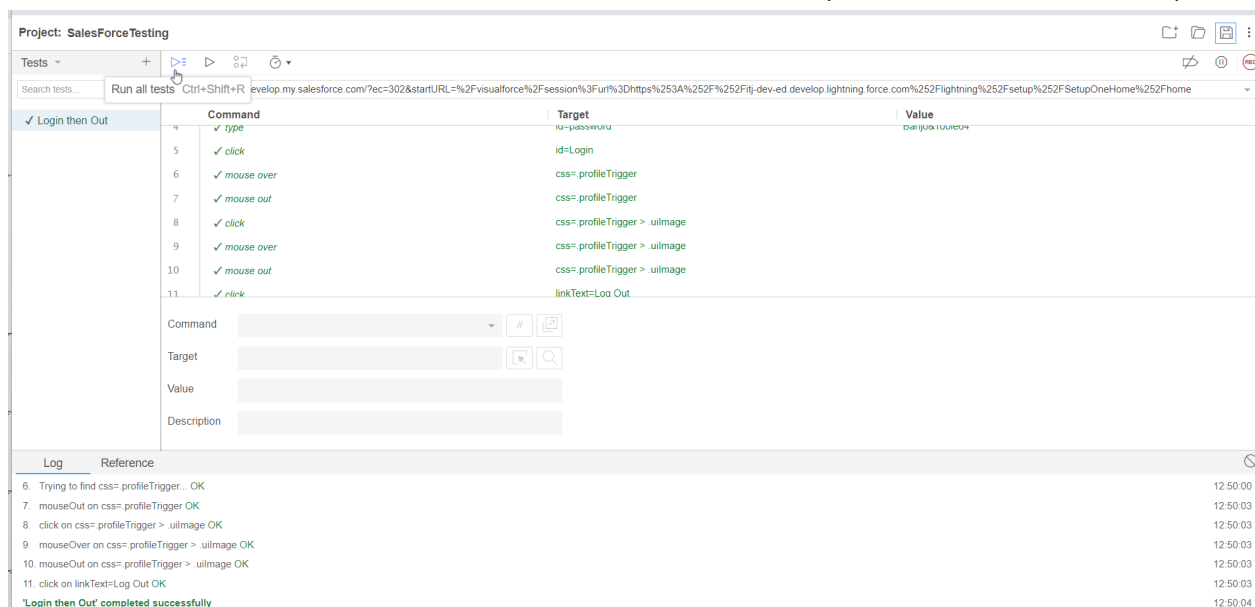 Project: SalesForceTesting
Tests
Search tests...
Run all tests Ctrl+Shift+R
evelop.my.salesforce.com/?ec=302&startURL=%2Fvisualforce%2Fsession%3Furl%3Dhttps%253A%252F%252Fitj-dev-ed.develop.lightning.force.com%252Flightning%252Fsetup%252FSetupOneHome%252Fhome
✓ Login then Out
Command Target Value
4 ✓ type id=password
5 ✓ click id=Login
6 ✓ mouse over css=.profileTrigger
7 ✓ mouse out css=.profileTrigger
8 ✓ click css=.profileTrigger > .uiImage
9 ✓ mouse over css=.profileTrigger > .uiImage
10 ✓ mouse out css=.profileTrigger > .uiImage
11 ✓ click linkText=Log Out
Command //
Target
Value
Description
Log Reference
6. Trying to find css=.profileTrigger... OK 12:50:00
7. mouseOut on css=.profileTrigger OK 12:50:03
8. click on css=.profileTrigger > .uiImage OK 12:50:03
9. mouseOver on css=.profileTrigger > .uiImage OK 12:50:03
10. mouseOut on css=.profileTrigger > .uiImage OK 12:50:03
11. click on linkText=Log Out OK 12:50:03
'Login then Out' completed successfully 12:50:04